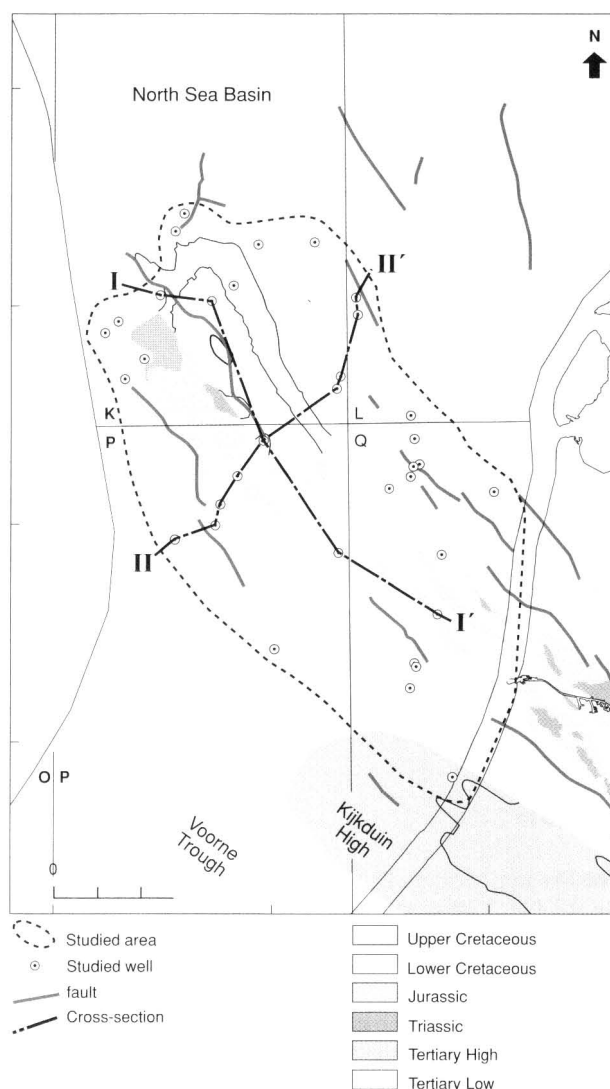 N
North Sea Basin
II′
I
K
L
P
Q
II
I′
O P
Voorne
Trough
Kijkduin
High
0
Studied area
Studied well
fault
Cross-section
Upper Cretaceous
Lower Cretaceous
Jurassic
Triassic
Tertiary High
Tertiary Low